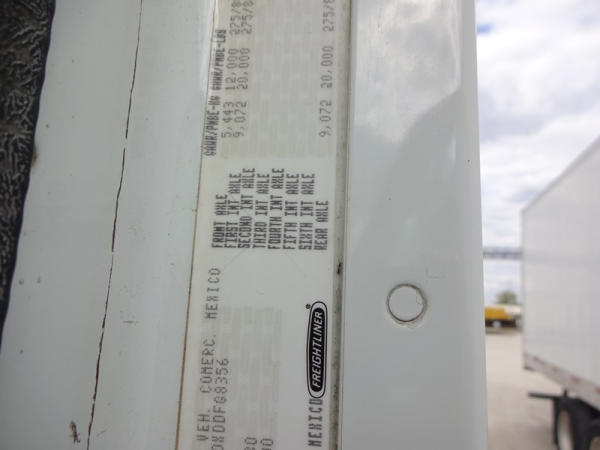 VEH. COMERC. MEXICO
DXDDFG8356
GAWR/PNBE-KG GAWR/PNBE-LBS
FRONT AXLE 5,443 12,000 275/8
FIRST INT AXLE 9,072 20,000 275/8
SECOND INT AXLE
THIRD INT AXLE
FOURTH INT AXLE
FIFTH INT AXLE
SIXTH INT AXLE
REAR AXLE 9,072 20,000 275/8
MEXICO FREIGHTLINER